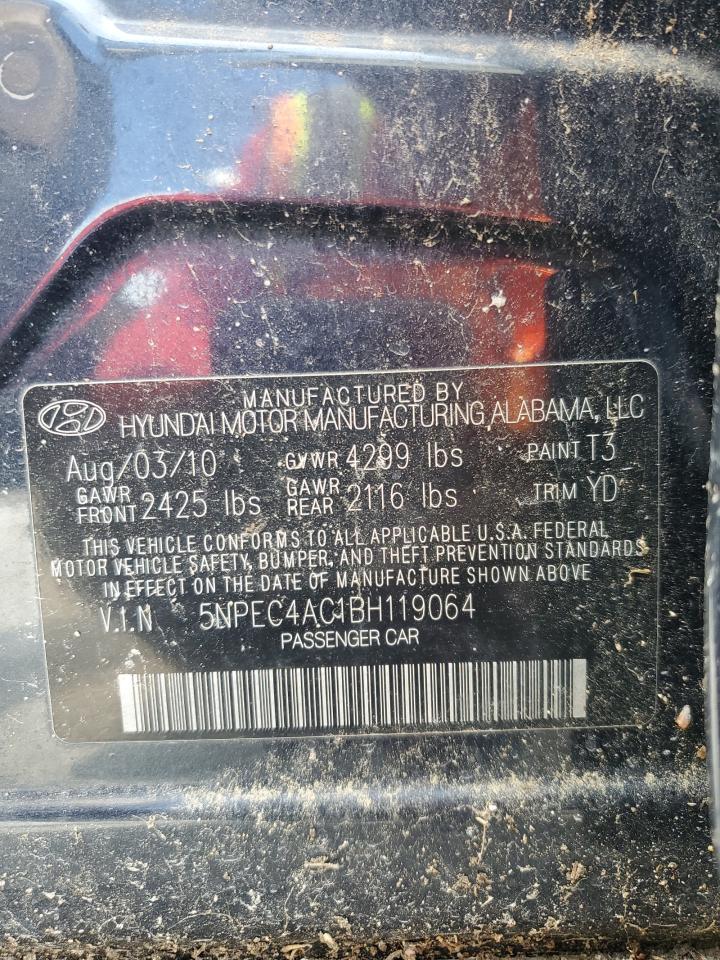 MANUFACTURED BY
HYUNDAI MOTOR MANUFACTURING, ALABAMA, LLC
Aug/03/10 GVWR 4299 lbs PAINT T3
GAWR FRONT 2425 lbs GAWR REAR 2116 lbs TRIM YD
THIS VEHICLE CONFORMS TO ALL APPLICABLE U.S.A. FEDERAL
MOTOR VEHICLE SAFETY, BUMPER, AND THEFT PREVENTION STANDARDS
IN EFFECT ON THE DATE OF MANUFACTURE SHOWN ABOVE
V.I.N 5NPEC4AC1BH119064
PASSENGER CAR